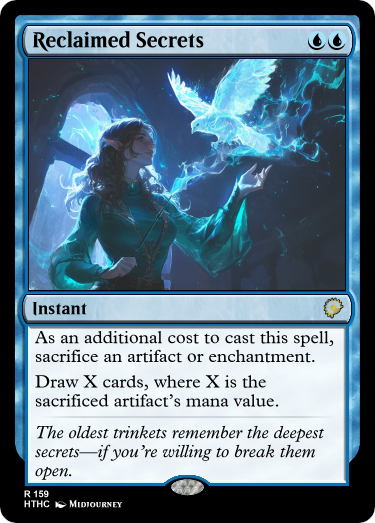 Reclaimed Secrets
Instant
As an additional cost to cast this spell,
sacrifice an artifact or enchantment.
Draw X cards, where X is the
sacrificed artifact's mana value.
The oldest trinkets remember the deepest
secrets—if you're willing to break them
open.
R 159
HTHC Midjourney